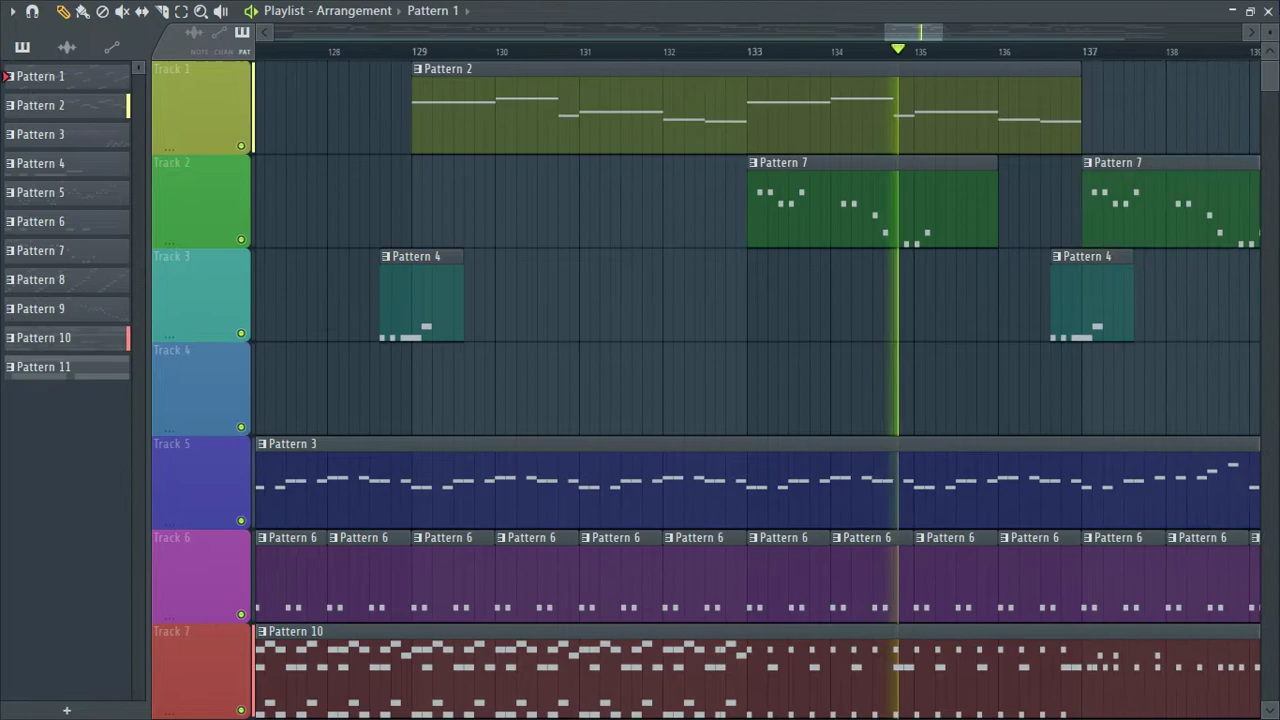 Playlist - Arrangement › Pattern 1 ›
NOTE CHAN PAT
128 129 130 131 132 133 134 135 136 137 138 139
Pattern 1
Pattern 2
Pattern 3
Pattern 4
Pattern 5
Pattern 6
Pattern 7
Pattern 8
Pattern 9
Pattern 10
Pattern 11
+
Track 1
Pattern 2
Track 2
Pattern 7 Pattern 7
Track 3
Pattern 4 Pattern 4
Track 4
Track 5
Pattern 3
Track 6
Pattern 6 Pattern 6 Pattern 6 Pattern 6 Pattern 6 Pattern 6 Pattern 6 Pattern 6 Pattern 6 Pattern 6 Pattern 6 Pattern 6
Track 7
Pattern 10